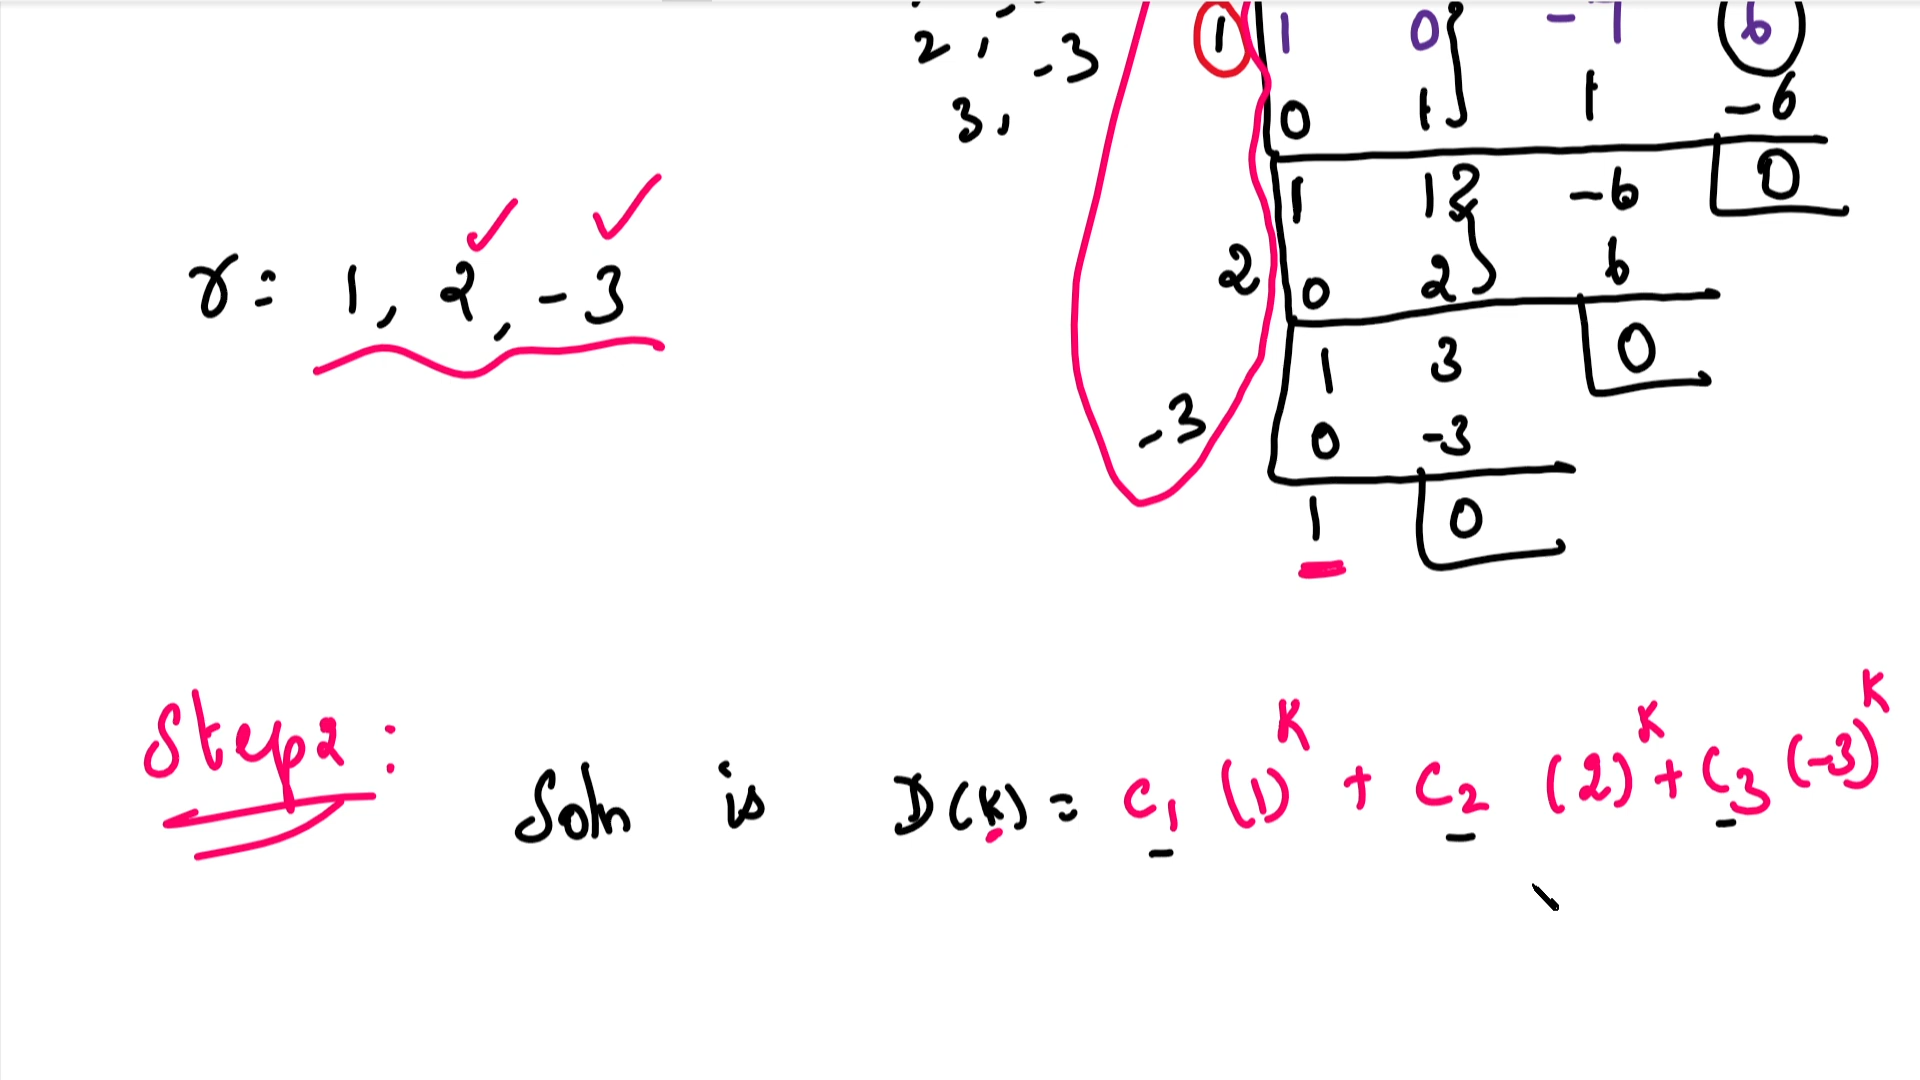 2, -3
3,
1 | 1 0 -7 6
0 1 1 -6
1 1 -6 0
2 | 0 2 6
1 3 0
-3 | 0 -3
1 0
r = 1, 2, -3
Step 2 :
Soln is D(k) = C₁ (1)^K + C₂ (2)^K + C₃ (-3)^K